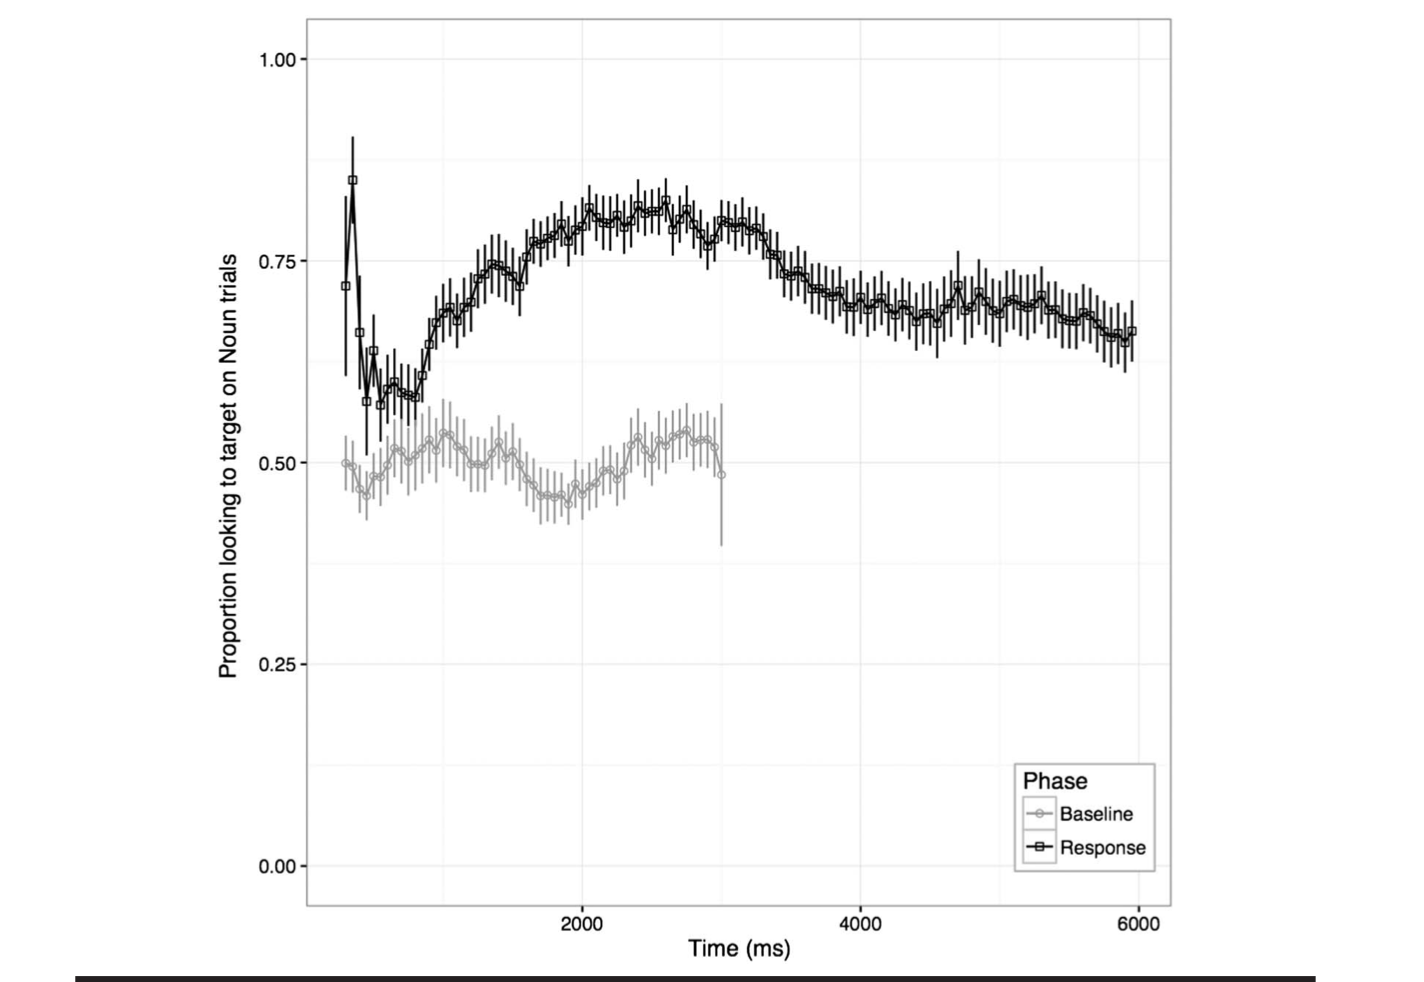 Proportion looking to target on Noun trials
1.00
0.75
0.50
0.25
0.00
2000
4000
6000
Time (ms)
Phase
Baseline
Response